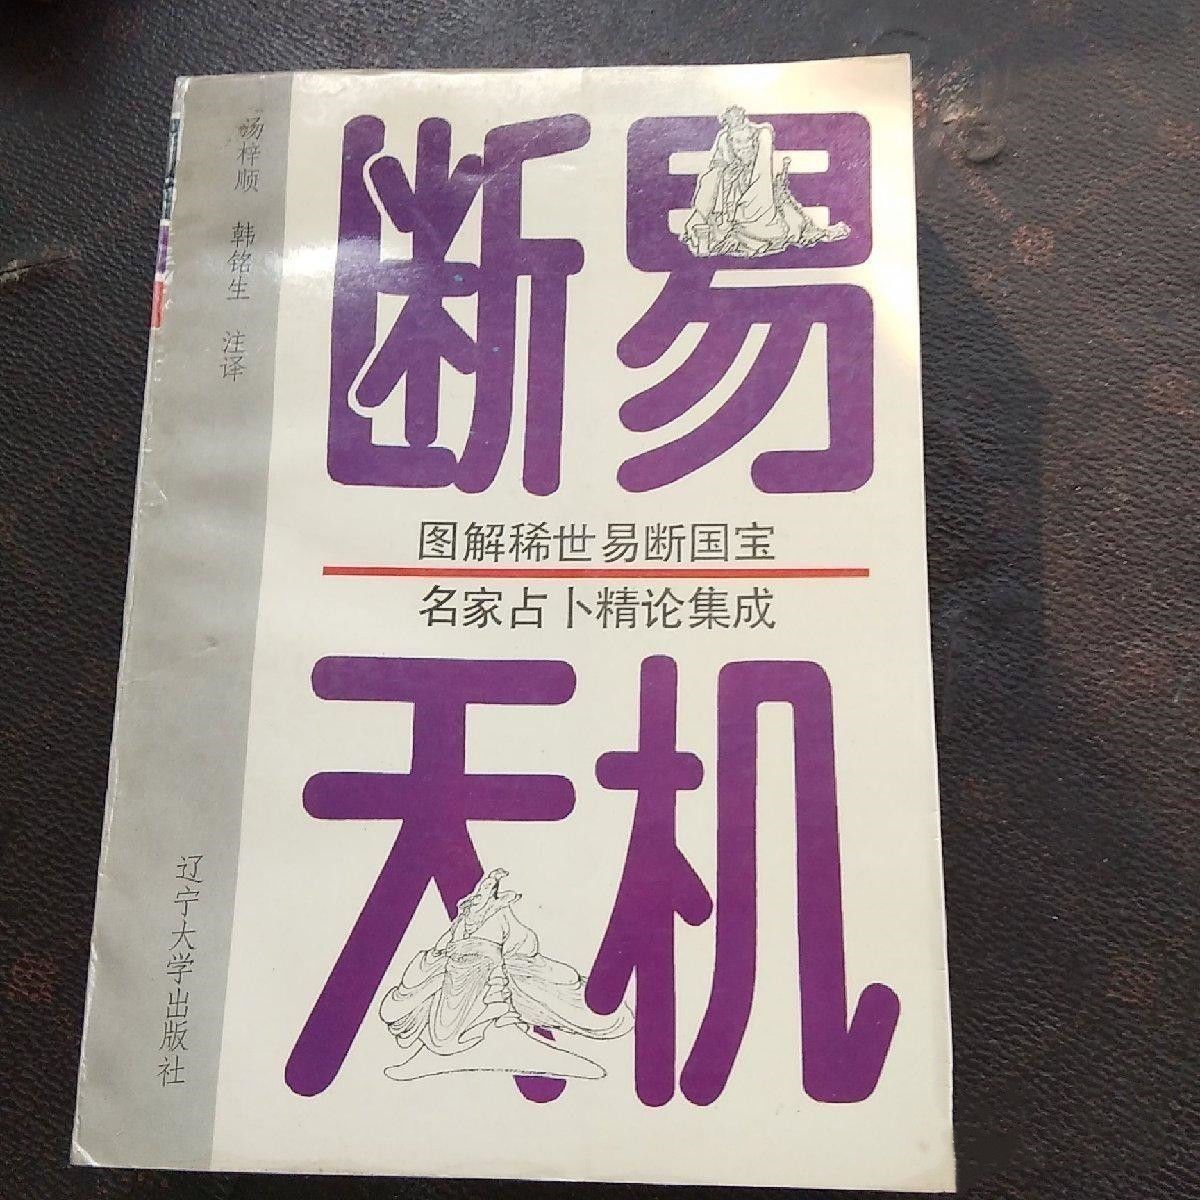 断易
图解稀世易断国宝
名家占卜精论集成
天机
杨梓顺 韩铭生 注译
辽宁大学出版社